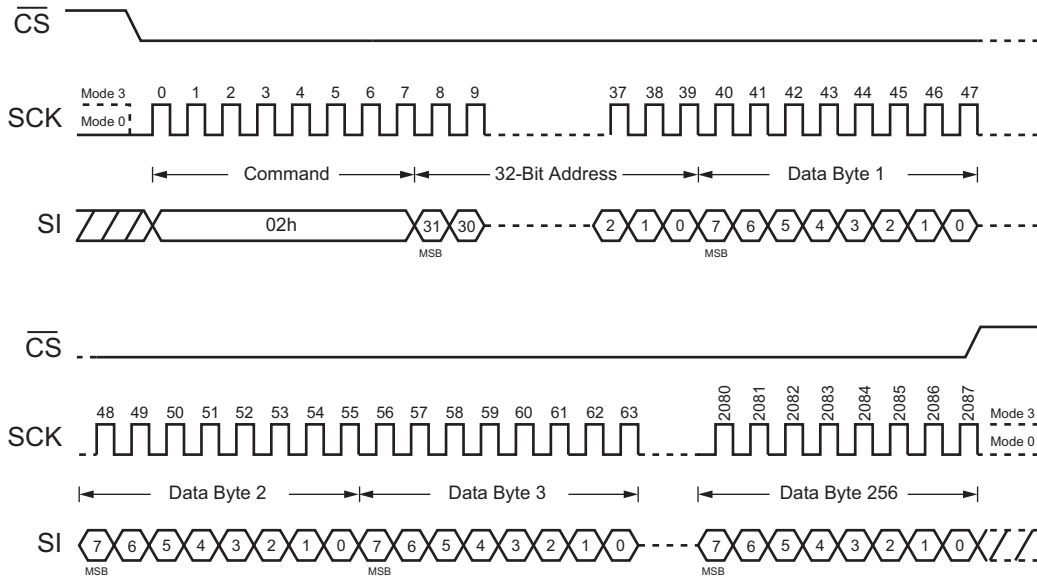 CS
Mode 3
0 1 2 3 4 5 6 7 8 9 37 38 39 40 41 42 43 44 45 46 47
SCK
Mode 0
Command 32-Bit Address Data Byte 1
SI 02h 31 30 2 1 0 7 6 5 4 3 2 1 0
MSB MSB
CS
48 49 50 51 52 53 54 55 56 57 58 59 60 61 62 63 2080 2081 2082 2083 2084 2085 2086 2087
Mode 3
SCK
Mode 0
Data Byte 2 Data Byte 3 Data Byte 256
SI 7 6 5 4 3 2 1 0 7 6 5 4 3 2 1 0 7 6 5 4 3 2 1 0
MSB MSB MSB